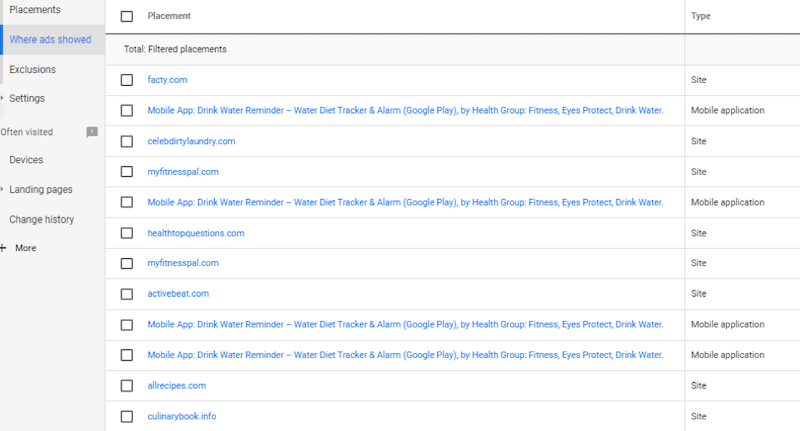 Placements
Where ads showed
Exclusions
Settings
Often visited
Devices
Landing pages
Change history
More
Placement Type
Total: Filtered placements
facty.com Site
Mobile App: Drink Water Reminder – Water Diet Tracker & Alarm (Google Play), by Health Group: Fitness, Eyes Protect, Drink Water. Mobile application
celebdirtylaundry.com Site
myfitnesspal.com Site
Mobile App: Drink Water Reminder – Water Diet Tracker & Alarm (Google Play), by Health Group: Fitness, Eyes Protect, Drink Water. Mobile application
healthtopquestions.com Site
myfitnesspal.com Site
activebeat.com Site
Mobile App: Drink Water Reminder – Water Diet Tracker & Alarm (Google Play), by Health Group: Fitness, Eyes Protect, Drink Water. Mobile application
Mobile App: Drink Water Reminder – Water Diet Tracker & Alarm (Google Play), by Health Group: Fitness, Eyes Protect, Drink Water. Mobile application
allrecipes.com Site
culinarybook.info Site